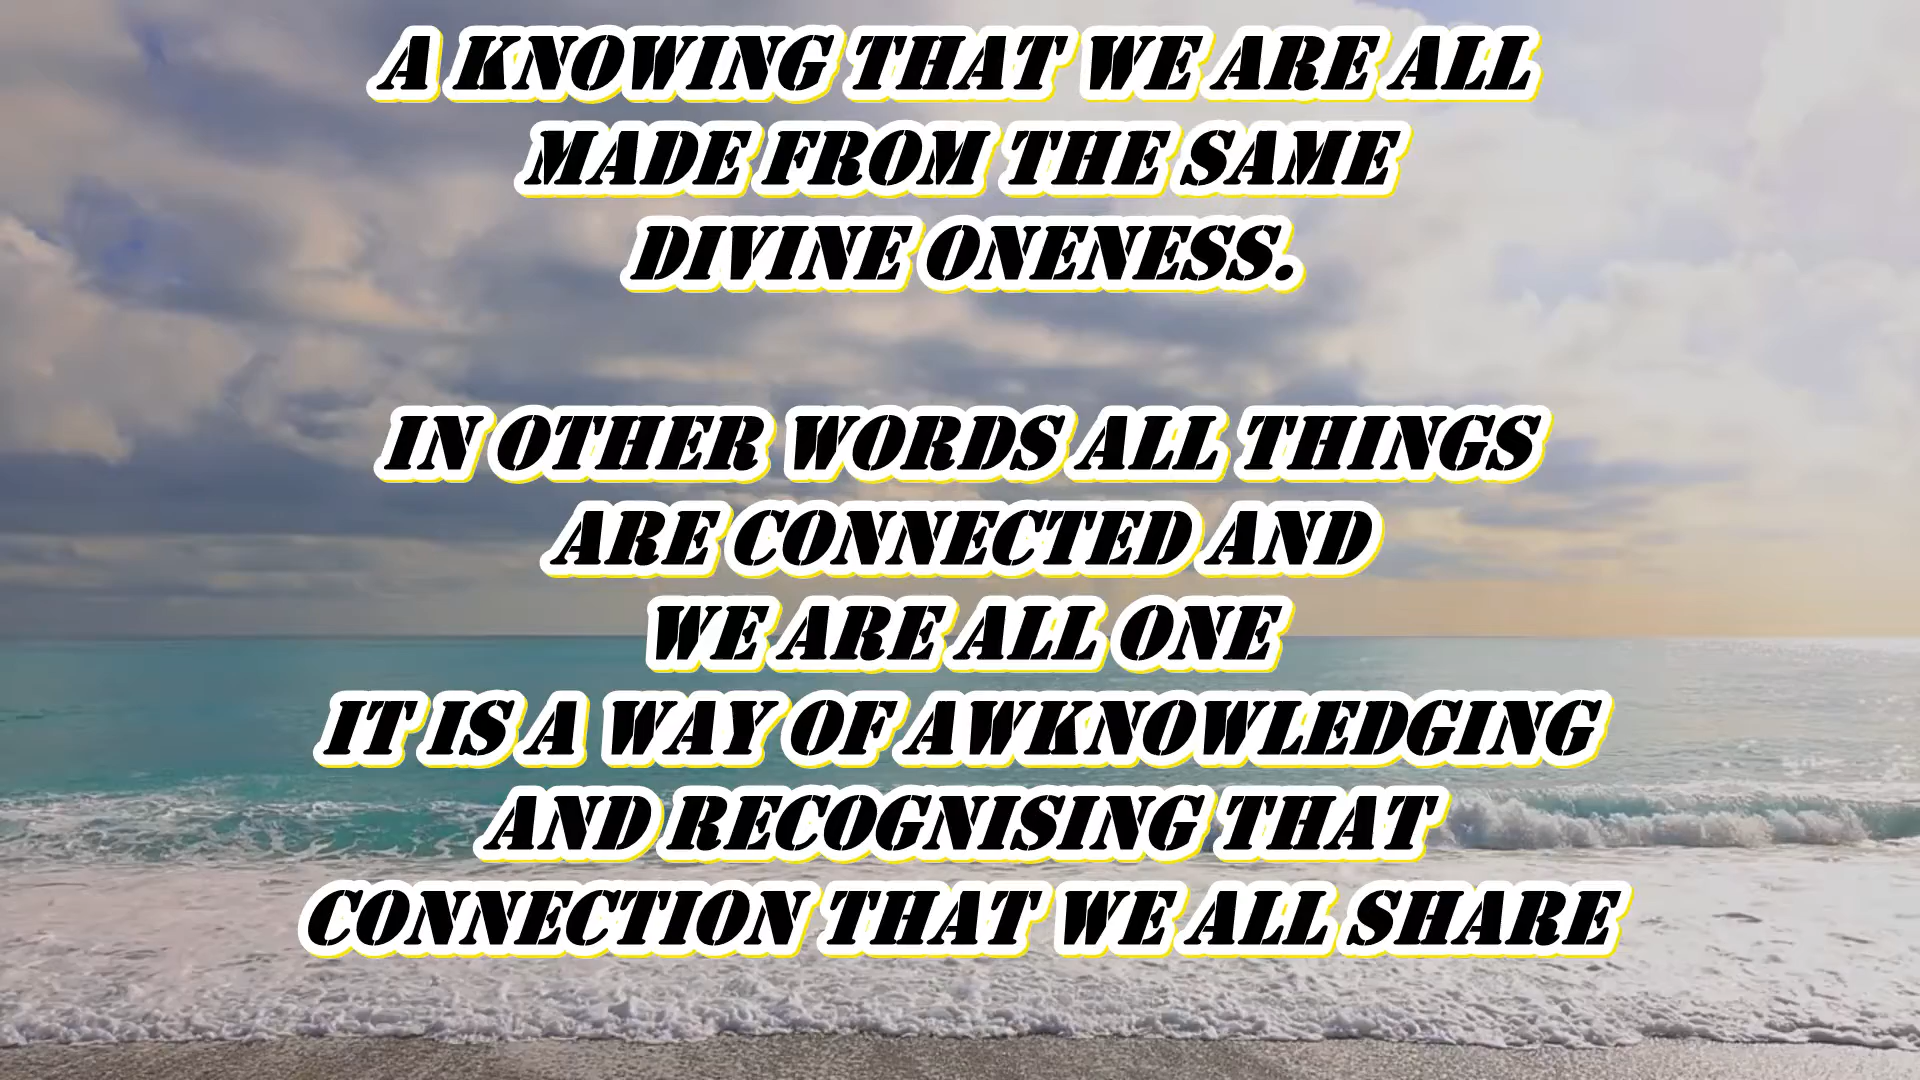 A KNOWING THAT WE ARE ALL
MADE FROM THE SAME
DIVINE ONENESS.
IN OTHER WORDS ALL THINGS
ARE CONNECTED AND
WE ARE ALL ONE
IT IS A WAY OF AWKNOWLEDGING
AND RECOGNISING THAT
CONNECTION THAT WE ALL SHARE